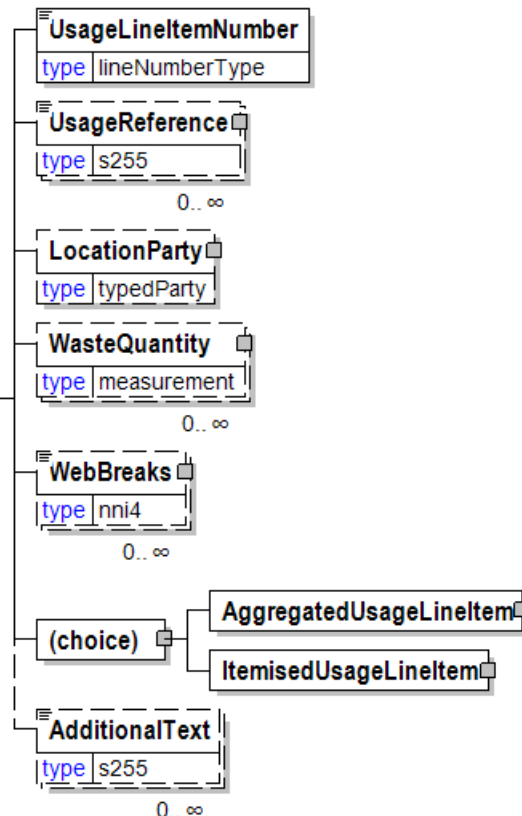 UsageLineItemNumber
type lineNumberType
UsageReference
type s255
0.. ∞
LocationParty
type typedParty
WasteQuantity
type measurement
0.. ∞
WebBreaks
type nni4
0.. ∞
AggregatedUsageLineItem
(choice)
ItemisedUsageLineItem
AdditionalText
type s255
0.. ∞